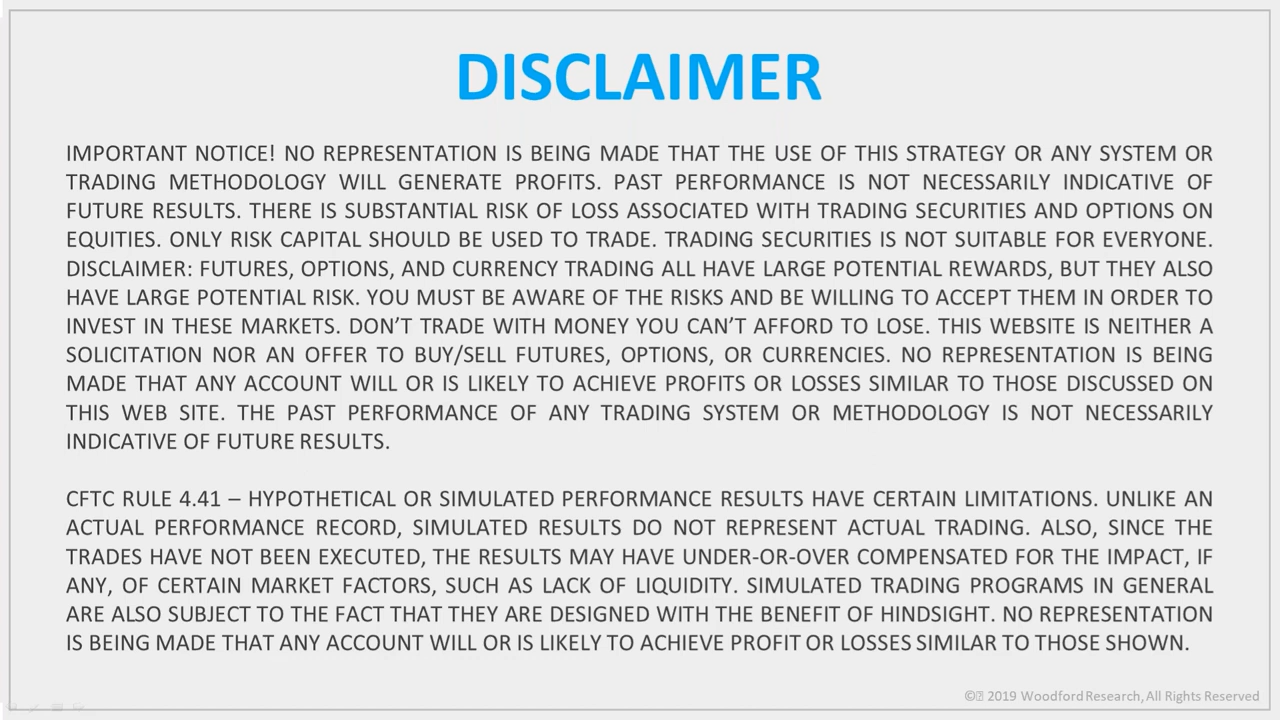 DISCLAIMER
IMPORTANT NOTICE! NO REPRESENTATION IS BEING MADE THAT THE USE OF THIS STRATEGY OR ANY SYSTEM OR
TRADING METHODOLOGY WILL GENERATE PROFITS. PAST PERFORMANCE IS NOT NECESSARILY INDICATIVE OF
FUTURE RESULTS. THERE IS SUBSTANTIAL RISK OF LOSS ASSOCIATED WITH TRADING SECURITIES AND OPTIONS ON
EQUITIES. ONLY RISK CAPITAL SHOULD BE USED TO TRADE. TRADING SECURITIES IS NOT SUITABLE FOR EVERYONE.
DISCLAIMER: FUTURES, OPTIONS, AND CURRENCY TRADING ALL HAVE LARGE POTENTIAL REWARDS, BUT THEY ALSO
HAVE LARGE POTENTIAL RISK. YOU MUST BE AWARE OF THE RISKS AND BE WILLING TO ACCEPT THEM IN ORDER TO
INVEST IN THESE MARKETS. DON’T TRADE WITH MONEY YOU CAN’T AFFORD TO LOSE. THIS WEBSITE IS NEITHER A
SOLICITATION NOR AN OFFER TO BUY/SELL FUTURES, OPTIONS, OR CURRENCIES. NO REPRESENTATION IS BEING
MADE THAT ANY ACCOUNT WILL OR IS LIKELY TO ACHIEVE PROFITS OR LOSSES SIMILAR TO THOSE DISCUSSED ON
THIS WEB SITE. THE PAST PERFORMANCE OF ANY TRADING SYSTEM OR METHODOLOGY IS NOT NECESSARILY
INDICATIVE OF FUTURE RESULTS.
CFTC RULE 4.41 – HYPOTHETICAL OR SIMULATED PERFORMANCE RESULTS HAVE CERTAIN LIMITATIONS. UNLIKE AN
ACTUAL PERFORMANCE RECORD, SIMULATED RESULTS DO NOT REPRESENT ACTUAL TRADING. ALSO, SINCE THE
TRADES HAVE NOT BEEN EXECUTED, THE RESULTS MAY HAVE UNDER-OR-OVER COMPENSATED FOR THE IMPACT, IF
ANY, OF CERTAIN MARKET FACTORS, SUCH AS LACK OF LIQUIDITY. SIMULATED TRADING PROGRAMS IN GENERAL
ARE ALSO SUBJECT TO THE FACT THAT THEY ARE DESIGNED WITH THE BENEFIT OF HINDSIGHT. NO REPRESENTATION
IS BEING MADE THAT ANY ACCOUNT WILL OR IS LIKELY TO ACHIEVE PROFIT OR LOSSES SIMILAR TO THOSE SHOWN.
© 2019 Woodford Research, All Rights Reserved